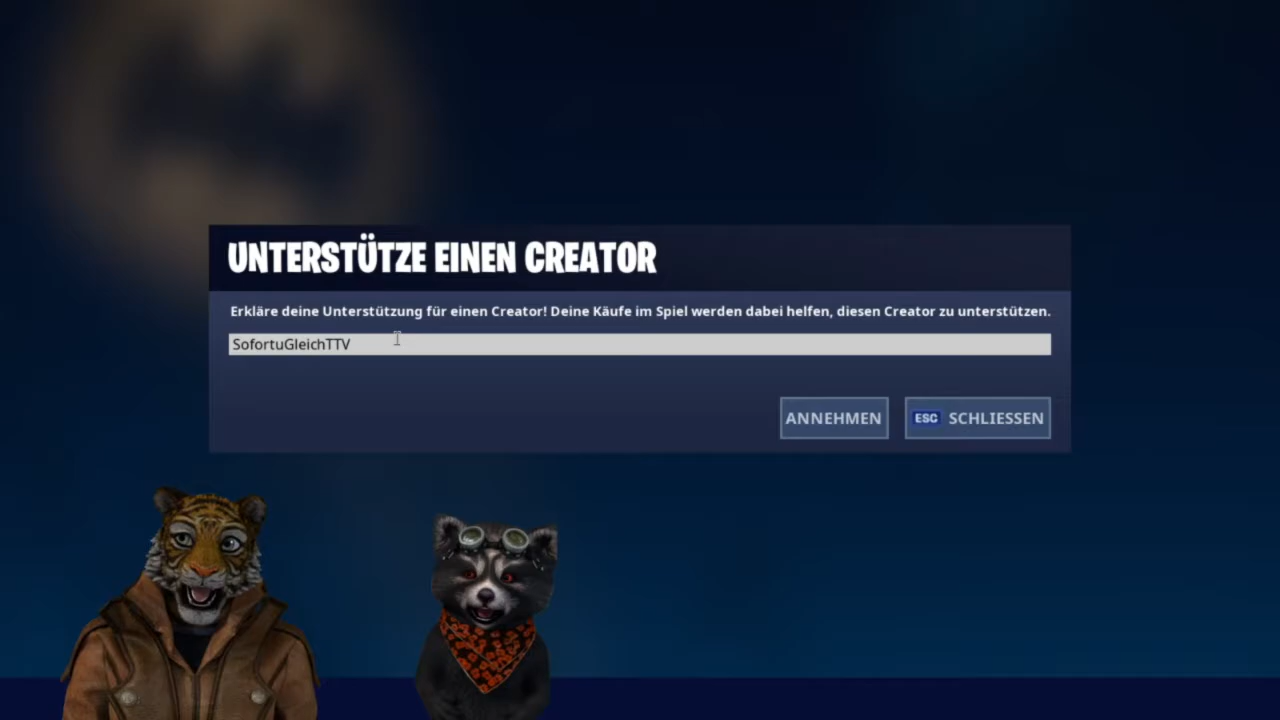 UNTERSTÜTZE EINEN CREATOR
Erkläre deine Unterstützung für einen Creator! Deine Käufe im Spiel werden dabei helfen, diesen Creator zu unterstützen.
SofortuGleichTTV
ANNEHMEN
ESC SCHLIESSEN